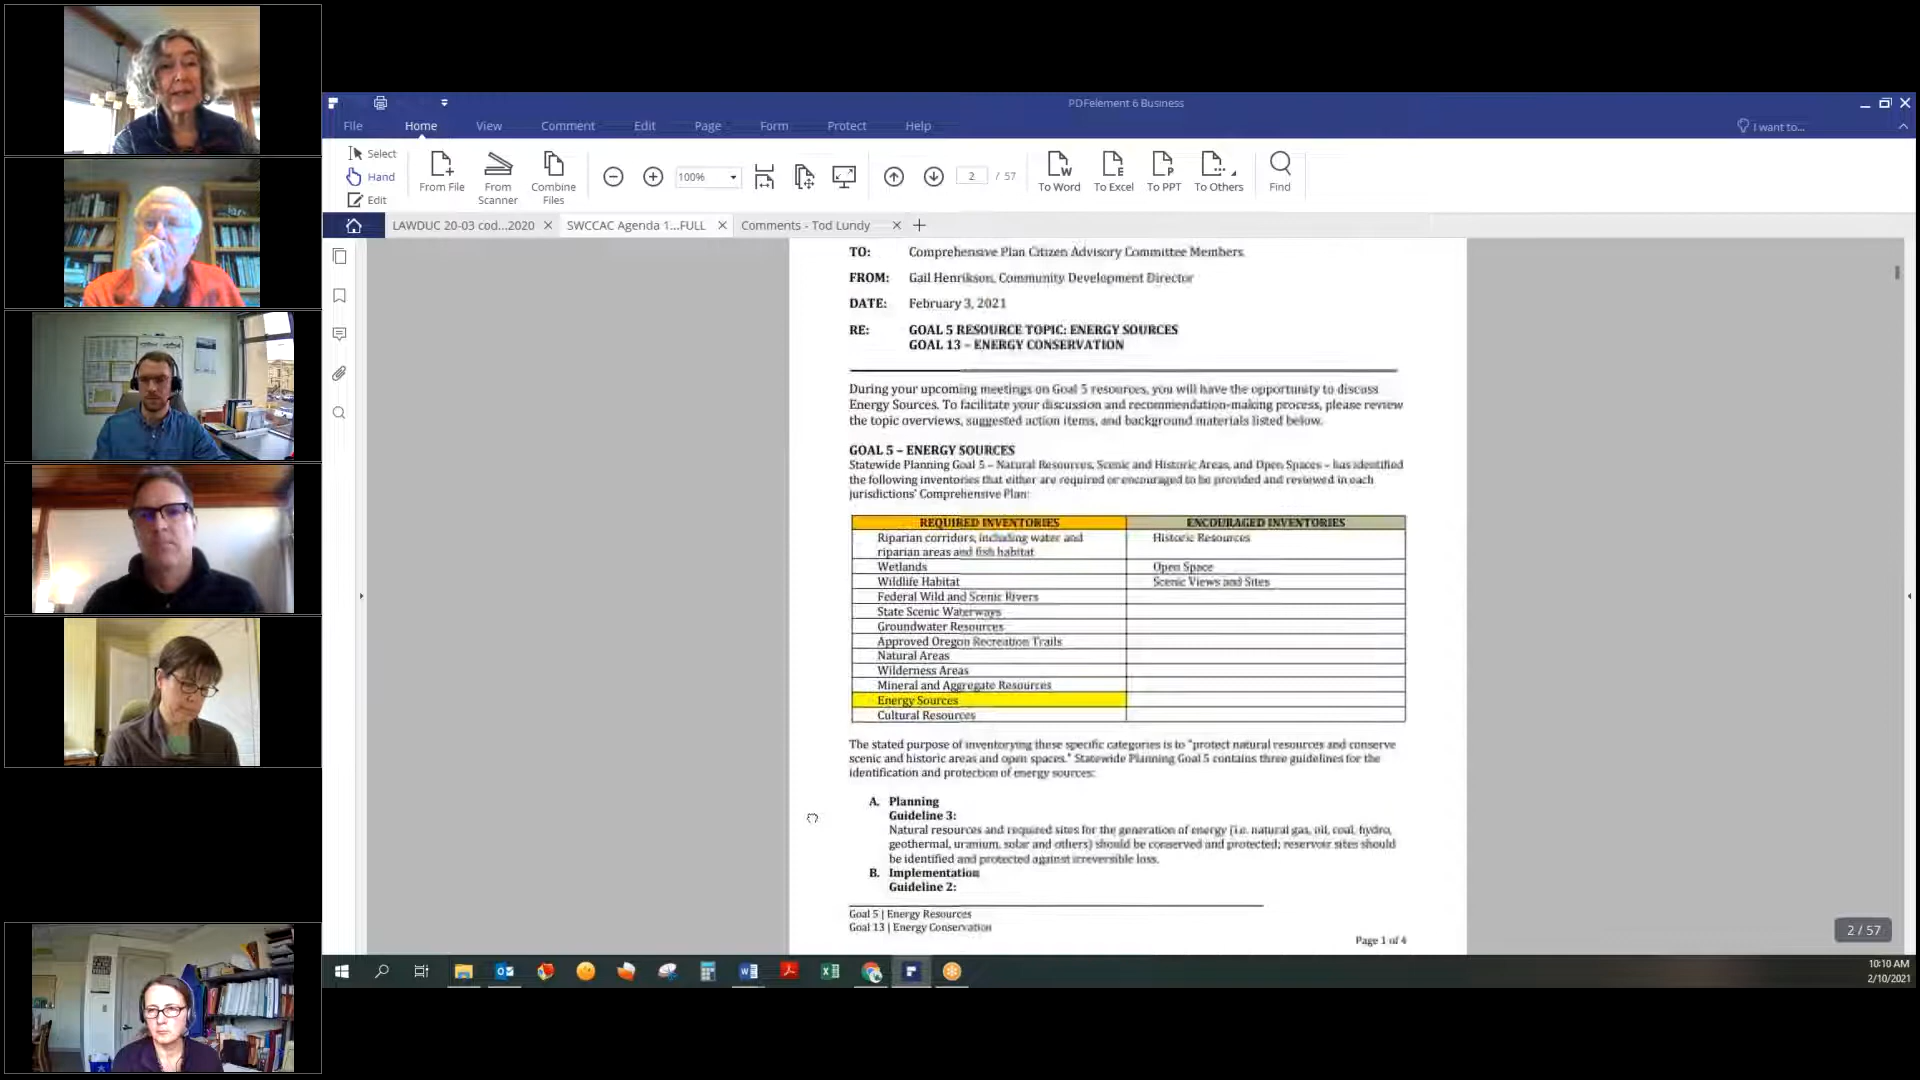 PDFelement 6 Business
File Home View Comment Edit Page Form Protect Help I want to...
Select
Hand
Edit
From File
From Scanner
Combine Files
100%
2 / 57
To Word To Excel To PPT To Others Find
LAWDUC 20-03 cod...2020 SWCCAC Agenda 1...FULL Comments - Tod Lundy
TO: Comprehensive Plan Citizen Advisory Committee Members
FROM: Gail Henrikson, Community Development Director
DATE: February 3, 2021
RE: GOAL 5 RESOURCE TOPIC: ENERGY SOURCES
GOAL 13 – ENERGY CONSERVATION
During your upcoming meetings on Goal 5 resources, you will have the opportunity to discuss
Energy Sources. To facilitate your discussion and recommendation-making process, please review
the topic overviews, suggested action items, and background materials listed below.
GOAL 5 – ENERGY SOURCES
Statewide Planning Goal 5 – Natural Resources, Scenic and Historic Areas, and Open Spaces – has identified
the following inventories that either are required or encouraged to be provided and reviewed in each
jurisdictions' Comprehensive Plan:
REQUIRED INVENTORIES ENCOURAGED INVENTORIES
Riparian corridors, including water and Historic Resources
riparian areas and fish habitat
Wetlands Open Space
Wildlife Habitat Scenic Views and Sites
Federal Wild and Scenic Rivers
State Scenic Waterways
Groundwater Resources
Approved Oregon Recreation Trails
Natural Areas
Wilderness Areas
Mineral and Aggregate Resources
Energy Sources
Cultural Resources
The stated purpose of inventorying these specific categories is to "protect natural resources and conserve
scenic and historic areas and open spaces." Statewide Planning Goal 5 contains three guidelines for the
identification and protection of energy sources:
A. Planning
Guideline 3:
Natural resources and required sites for the generation of energy (i.e. natural gas, oil, coal, hydro,
geothermal, uranium, solar and others) should be conserved and protected; reservoir sites should
be identified and protected against irreversible loss.
B. Implementation
Guideline 2:
Goal 5 | Energy Resources
Goal 13 | Energy Conservation
Page 1 of 4
2 / 57
10:10 AM
2/10/2021